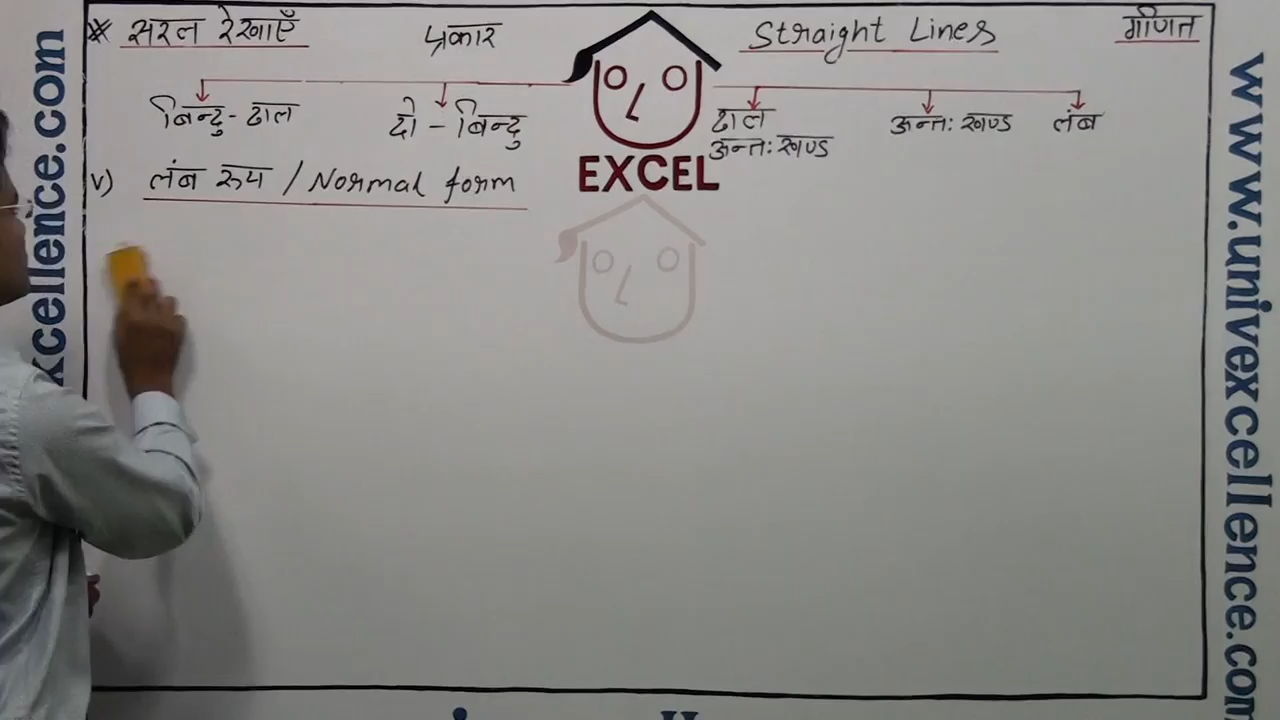 * सरल रेखाएँ प्रकार Straight Lines गणित
बिन्दु - ढाल दो - बिन्दु ढाल अन्तः खण्ड अन्तः खण्ड लंब
v) लंब रूप / Normal form
EXCEL
xcellence.com
www.univexcellence.com